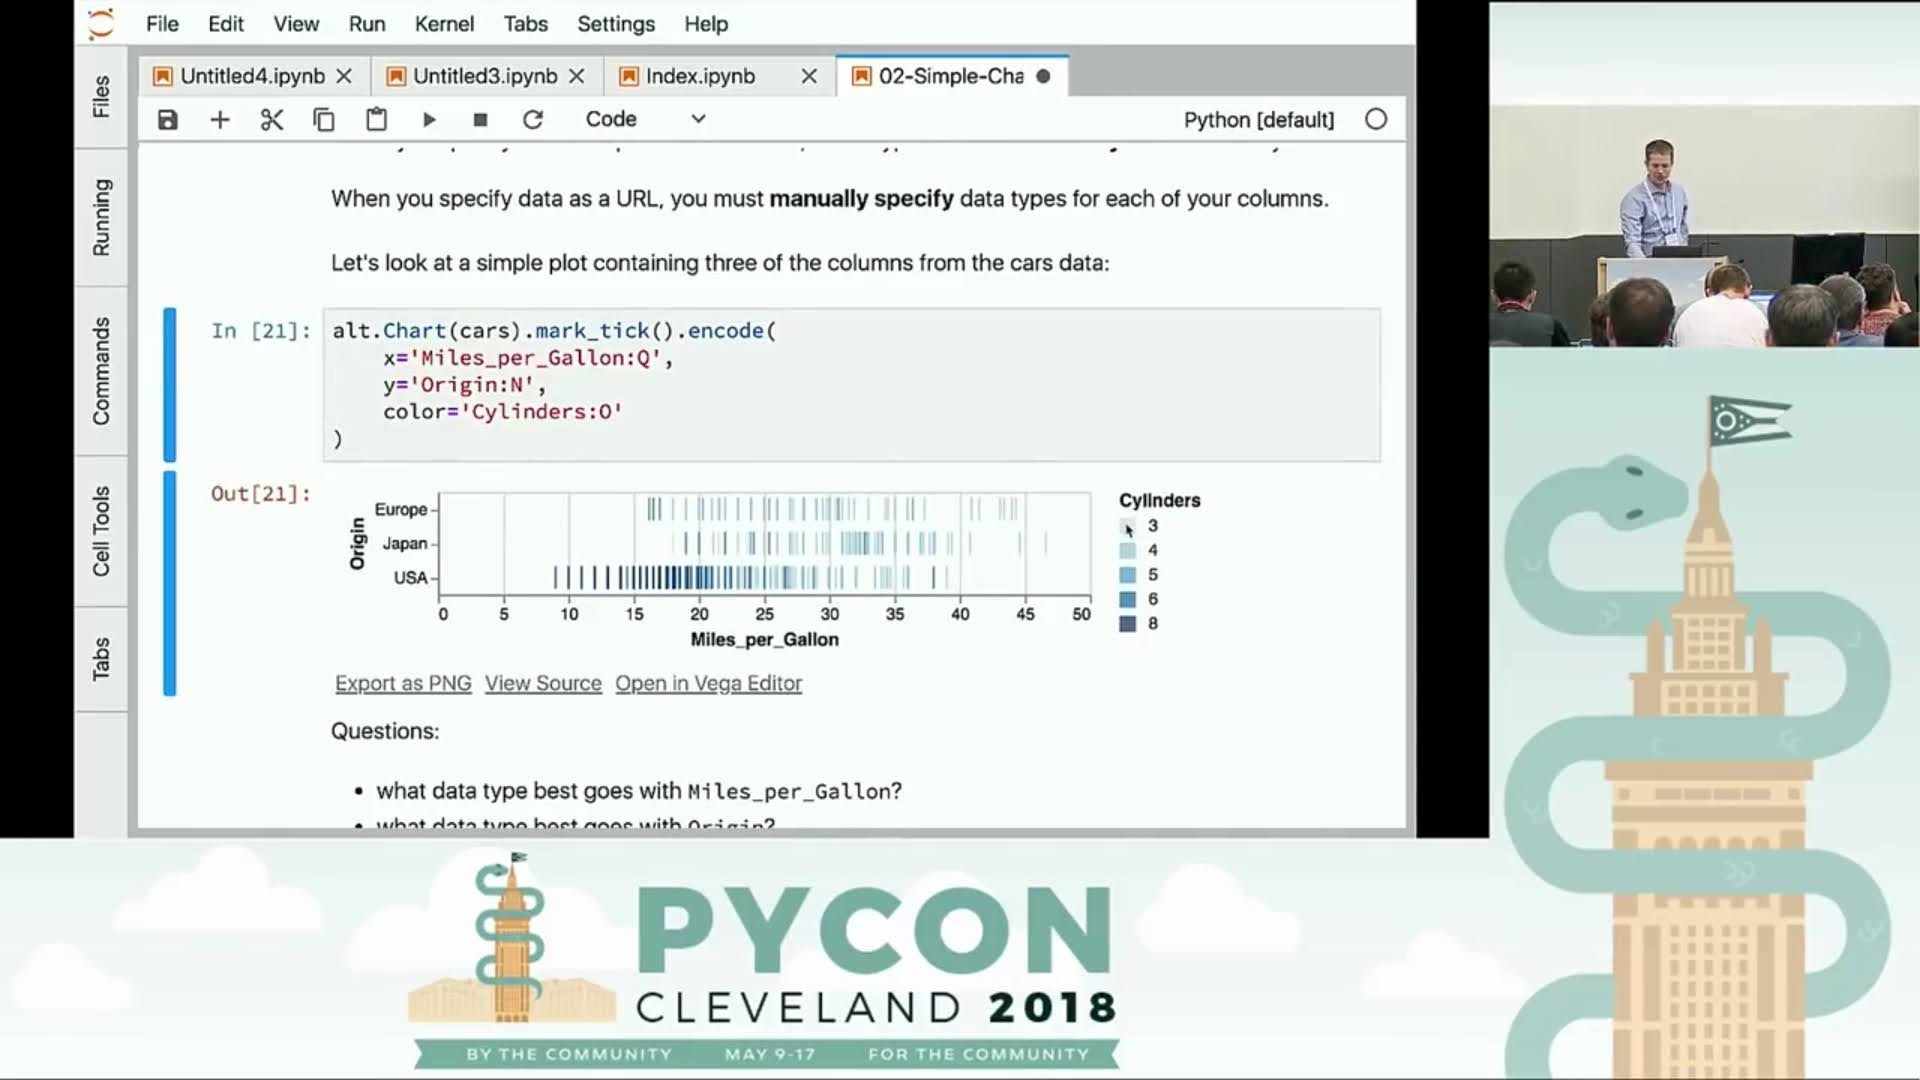 File Edit View Run Kernel Tabs Settings Help
Untitled4.ipynb Untitled3.ipynb Index.ipynb 02-Simple-Cha
Code Python [default]
Files
Running
Commands
Cell Tools
Tabs
When you specify data as a URL, you must manually specify data types for each of your columns.
Let's look at a simple plot containing three of the columns from the cars data:
In [21]:
alt.Chart(cars).mark_tick().encode(
x='Miles_per_Gallon:Q',
y='Origin:N',
color='Cylinders:O'
)
Out[21]:
Origin
Europe
Japan
USA
0 5 10 15 20 25 30 35 40 45 50
Miles_per_Gallon
Cylinders
3
4
5
6
8
Export as PNG View Source Open in Vega Editor
Questions:
• what data type best goes with Miles_per_Gallon?
• what data type best goes with Origin?
PYCON
CLEVELAND 2018
BY THE COMMUNITY MAY 9-17 FOR THE COMMUNITY